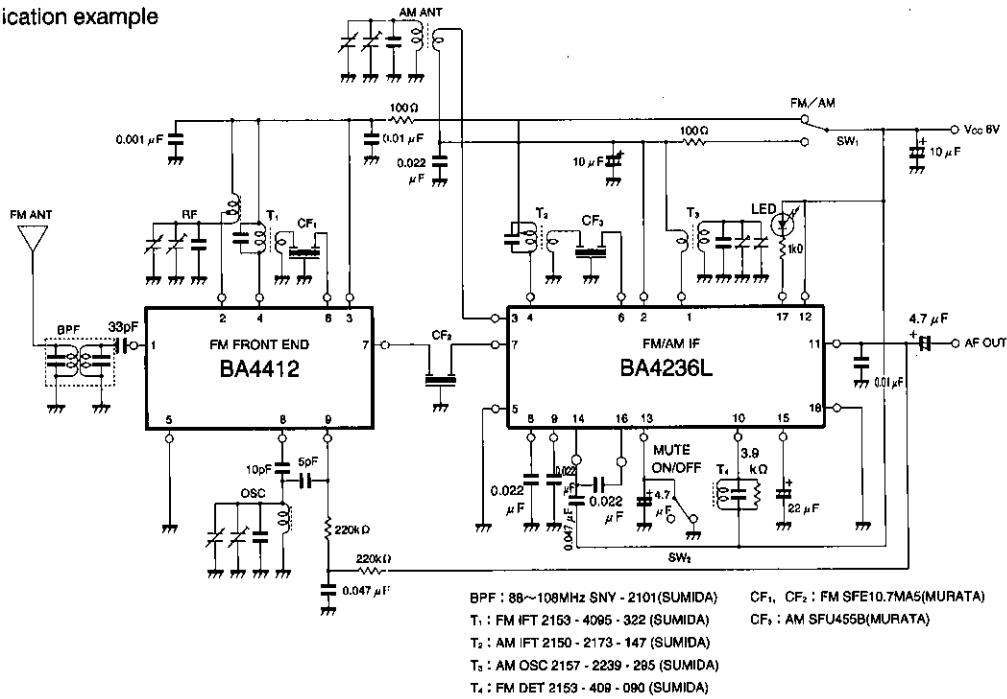 ication example
AM ANT
100Ω
FM/AM
0.001 μF
0.01 μF
0.022
μF
10 μF
100Ω
SW₁
Vcc 6V
10 μF
FM ANT
RF
T₁
CF₁
T₂
CF₃
T₃
LED
1kΩ
2
4
6
3
4
6
2
1
17
12
4.7 μF
BPF
33pF
1
FM FRONT END
BA4412
7
CF₂
3
7
FM/AM IF
BA4236L
11
AF OUT
0.01 μF
5
8
9
5
8
9
14
16
13
10
15
18
10pF
5pF
OSC
220kΩ
220kΩ
0.047 μF
0.022
μF
0.022
μF
0.022
μF
0.047 μF
4.7
μF
MUTE
ON/OFF
SW₂
T₄
3.9
kΩ
22 μF
BPF : 88~108MHz SNY - 2101(SUMIDA)
T₁ : FM IFT 2153 - 4095 - 322 (SUMIDA)
T₂ : AM IFT 2150 - 2173 - 147 (SUMIDA)
T₃ : AM OSC 2157 - 2239 - 295 (SUMIDA)
T₄ : FM DET 2153 - 409 - 090 (SUMIDA)
CF₁, CF₂ : FM SFE10.7MA5(MURATA)
CF₃ : AM SFU455B(MURATA)